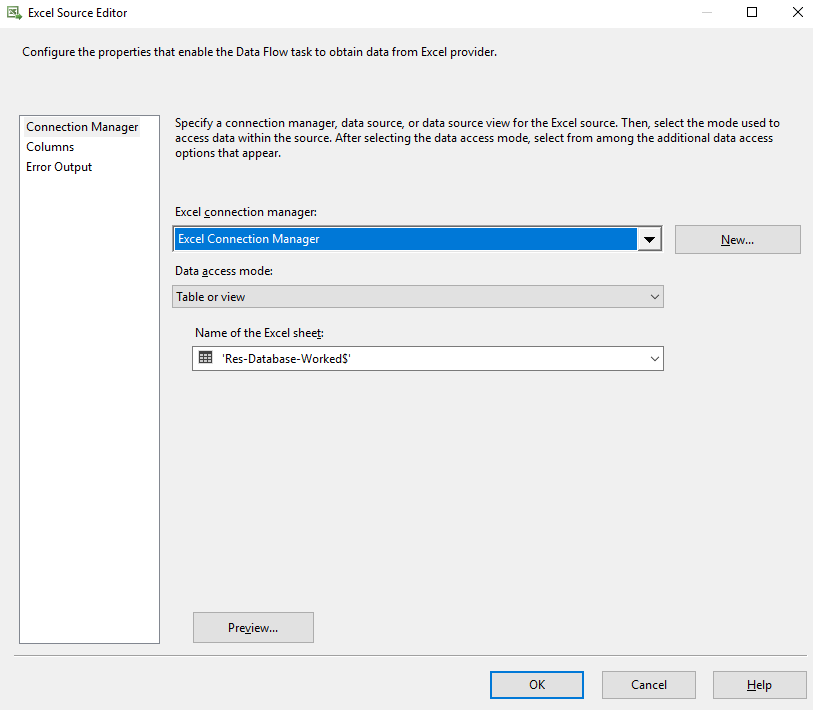 Excel Source Editor
Configure the properties that enable the Data Flow task to obtain data from Excel provider.
Connection Manager
Columns
Error Output
Specify a connection manager, data source, or data source view for the Excel source. Then, select the mode used to
access data within the source. After selecting the data access mode, select from among the additional data access
options that appear.
Excel connection manager:
Excel Connection Manager
New...
Data access mode:
Table or view
Name of the Excel sheet:
'Res-Database-Worked$'
Preview...
OK
Cancel
Help